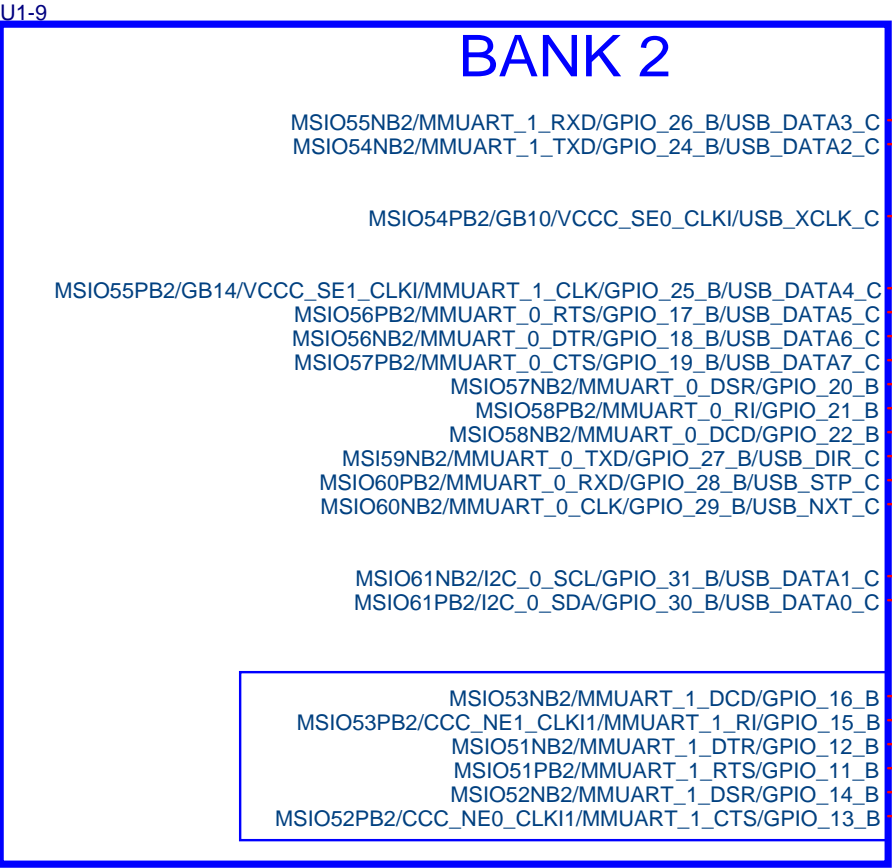 U1-9
BANK 2
MSIO55NB2/MMUART_1_RXD/GPIO_26_B/USB_DATA3_C
MSIO54NB2/MMUART_1_TXD/GPIO_24_B/USB_DATA2_C
MSIO54PB2/GB10/VCCC_SE0_CLKI/USB_XCLK_C
MSIO55PB2/GB14/VCCC_SE1_CLKI/MMUART_1_CLK/GPIO_25_B/USB_DATA4_C
MSIO56PB2/MMUART_0_RTS/GPIO_17_B/USB_DATA5_C
MSIO56NB2/MMUART_0_DTR/GPIO_18_B/USB_DATA6_C
MSIO57PB2/MMUART_0_CTS/GPIO_19_B/USB_DATA7_C
MSIO57NB2/MMUART_0_DSR/GPIO_20_B
MSIO58PB2/MMUART_0_RI/GPIO_21_B
MSIO58NB2/MMUART_0_DCD/GPIO_22_B
MSI59NB2/MMUART_0_TXD/GPIO_27_B/USB_DIR_C
MSIO60PB2/MMUART_0_RXD/GPIO_28_B/USB_STP_C
MSIO60NB2/MMUART_0_CLK/GPIO_29_B/USB_NXT_C
MSIO61NB2/I2C_0_SCL/GPIO_31_B/USB_DATA1_C
MSIO61PB2/I2C_0_SDA/GPIO_30_B/USB_DATA0_C
MSIO53NB2/MMUART_1_DCD/GPIO_16_B
MSIO53PB2/CCC_NE1_CLKI1/MMUART_1_RI/GPIO_15_B
MSIO51NB2/MMUART_1_DTR/GPIO_12_B
MSIO51PB2/MMUART_1_RTS/GPIO_11_B
MSIO52NB2/MMUART_1_DSR/GPIO_14_B
MSIO52PB2/CCC_NE0_CLKI1/MMUART_1_CTS/GPIO_13_B